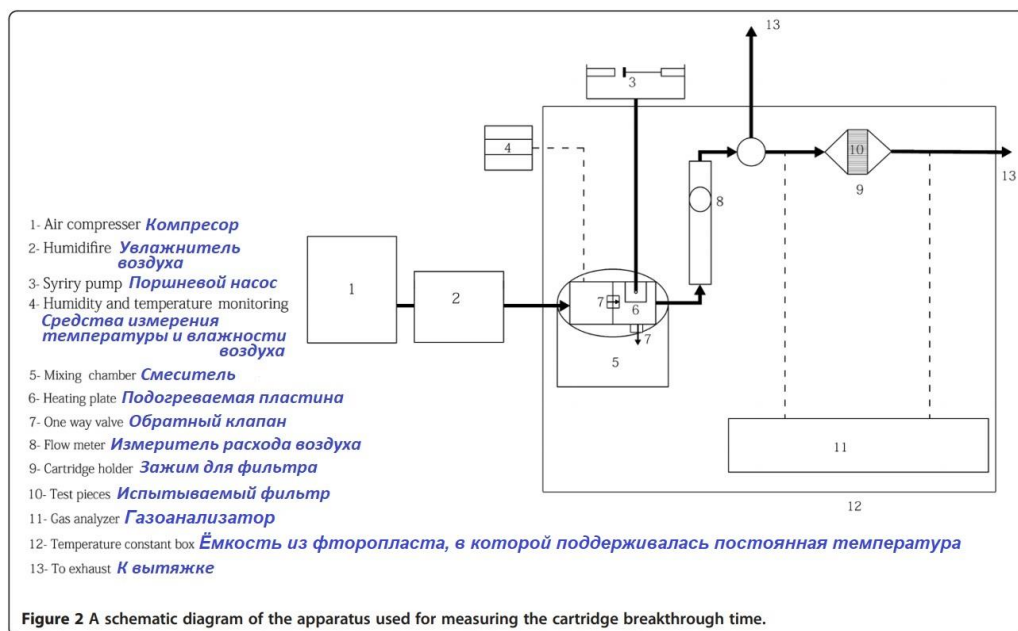 13
3
4
10
13
9
8
1- Air compresser Компресор
2- Humidifire Увлажнитель
воздуха
3- Syriry pump Поршневой насос
4- Humidity and temperature monitoring
Средства измерения
температуры и влажности
воздуха
1
2
7
6
7
5
5- Mixing chamber Смеситель
6- Heating plate Подогреваемая пластина
7- One way valve Обратный клапан
8- Flow meter Измеритель расхода воздуха
9- Cartridge holder Зажим для фильтра
10- Test pieces Испытываемый фильтр
11- Gas analyzer Газоанализатор
12- Temperature constant box Ёмкость из фторопласта, в которой поддерживалась постоянная температура
13- To exhaust К вытяжке
11
12
Figure 2 A schematic diagram of the apparatus used for measuring the cartridge breakthrough time.